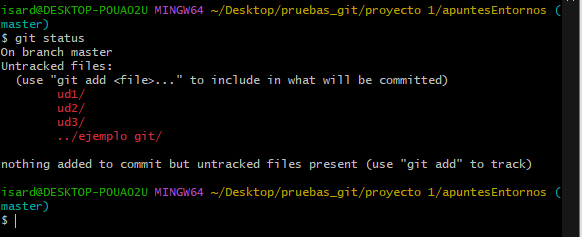 isard@DESKTOP-POUAO2U MINGW64 ~/Desktop/pruebas_git/proyecto 1/apuntesEntornos (
master)
$ git status
On branch master
Untracked files:
  (use "git add <file>..." to include in what will be committed)
        ud1/
        ud2/
        ud3/
        ../ejemplo git/

nothing added to commit but untracked files present (use "git add" to track)

isard@DESKTOP-POUAO2U MINGW64 ~/Desktop/pruebas_git/proyecto 1/apuntesEntornos (
master)
$